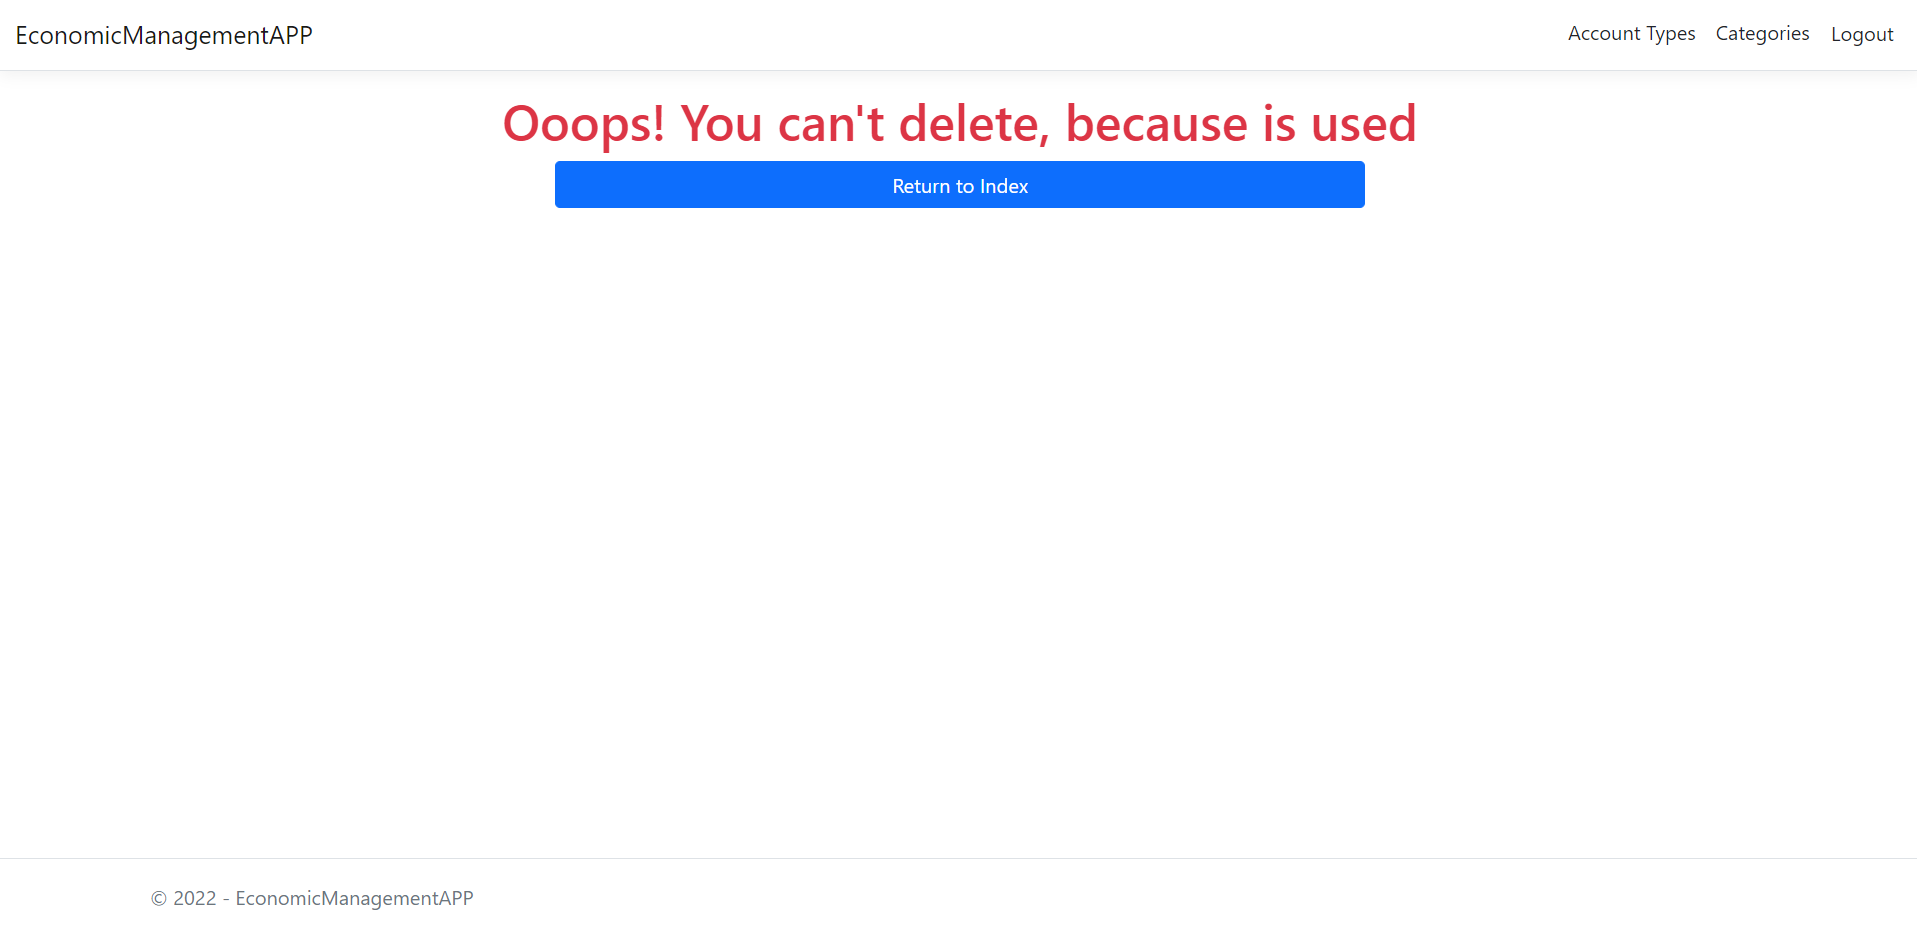 EconomicManagementAPP
Account Types
Categories
Logout
Ooops! You can't delete, because is used
Return to Index
© 2022 - EconomicManagementAPP